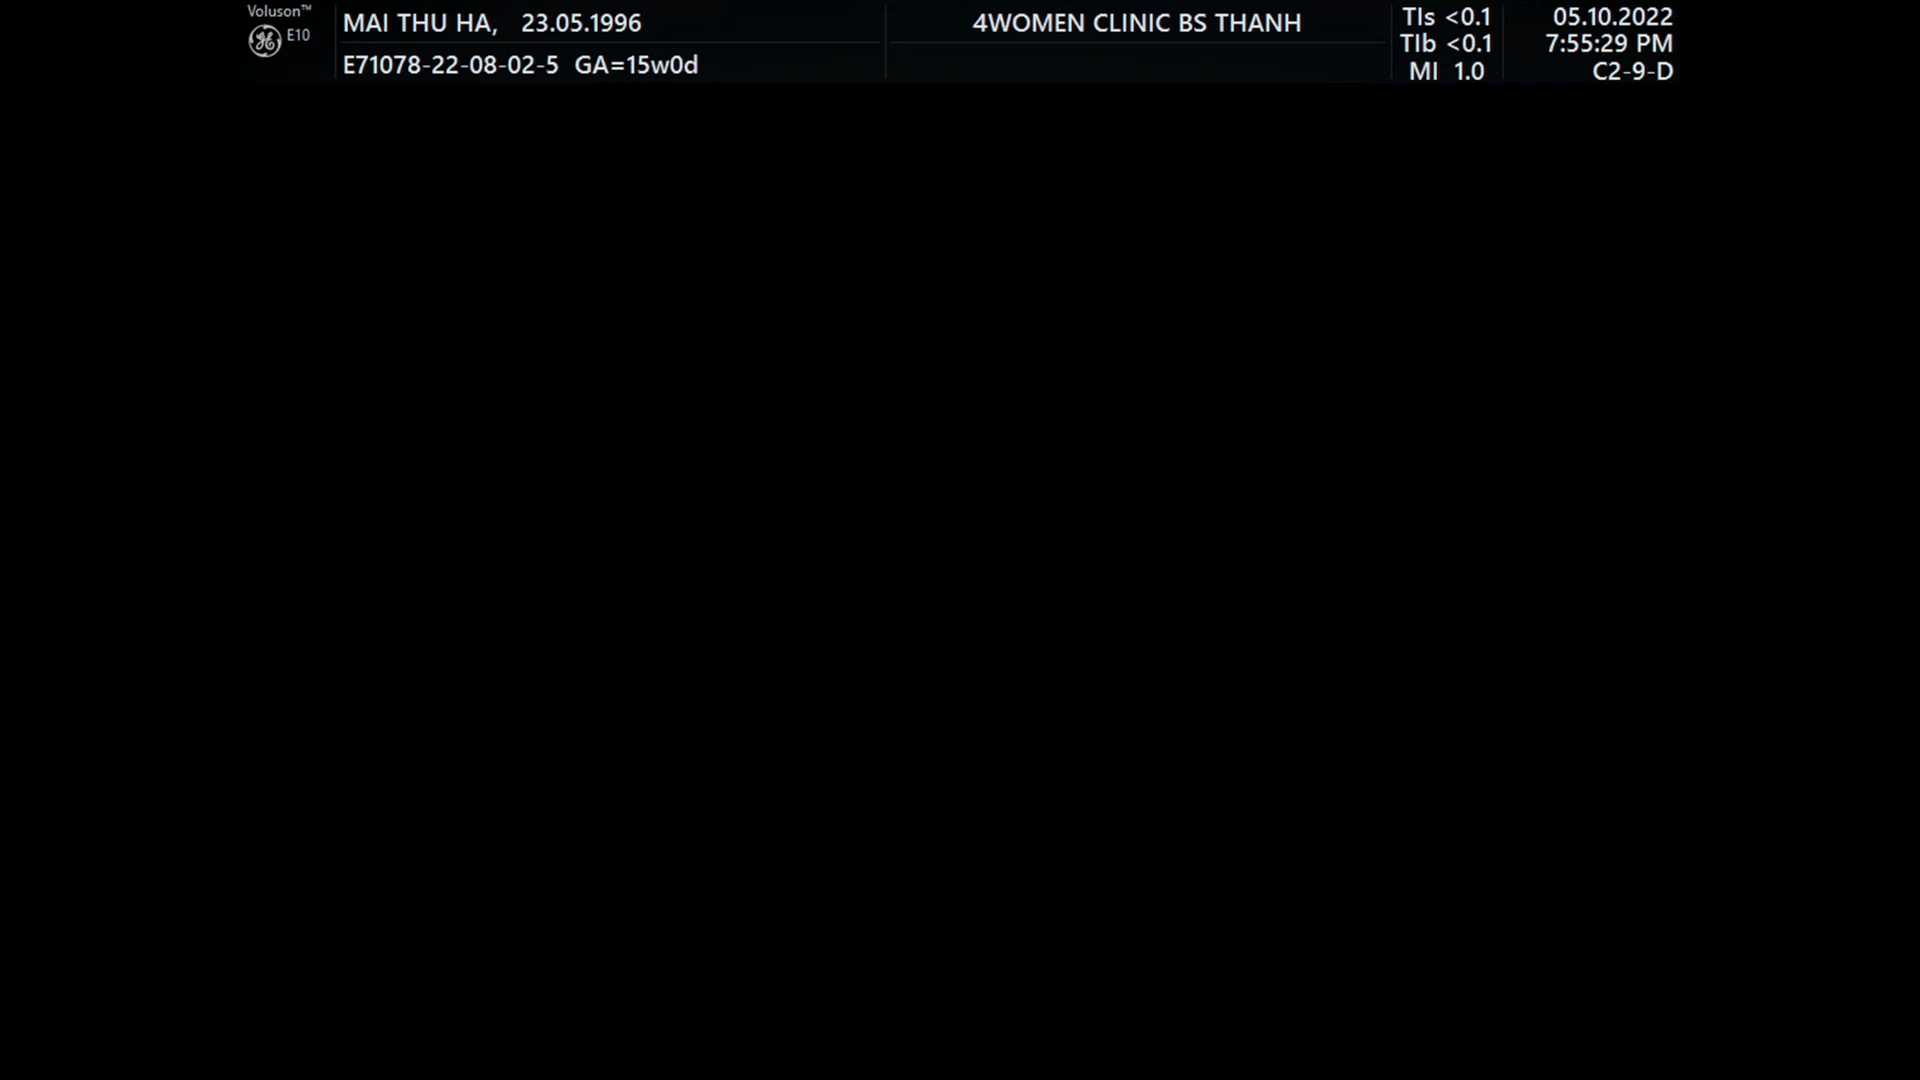 Voluson™
E10
MAI THU HA, 23.05.1996
E71078-22-08-02-5 GA=15w0d
4WOMEN CLINIC BS THANH
TIs <0.1
TIb <0.1
MI 1.0
05.10.2022
7:55:29 PM
C2-9-D